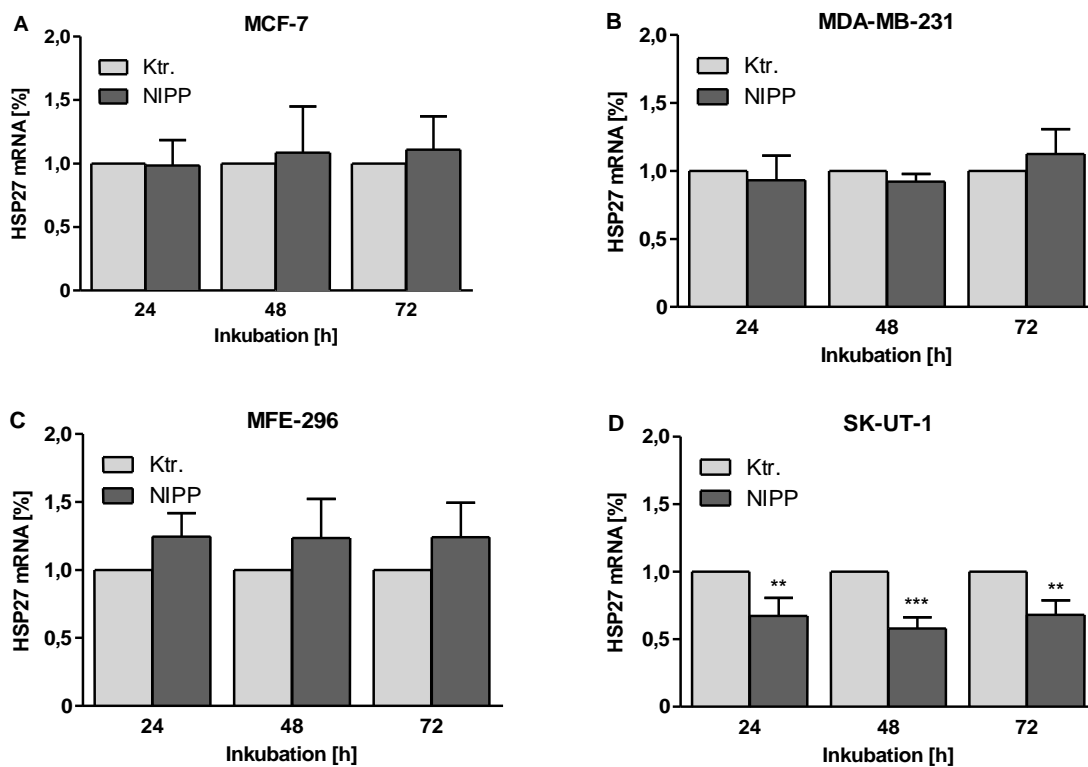 A
MCF-7
HSP27 mRNA [%]
2,0
1,5
1,0
0,5
0
Ktr.
NIPP
24
48
72
Inkubation [h]
B
MDA-MB-231
HSP27 mRNA [%]
2,0
1,5
1,0
0,5
0
Ktr.
NIPP
24
48
72
Inkubation [h]
C
MFE-296
HSP27 mRNA [%]
2,0
1,5
1,0
0,5
0
Ktr.
NIPP
24
48
72
Inkubation [h]
D
SK-UT-1
HSP27 mRNA [%]
2,0
1,5
1,0
0,5
0
Ktr.
NIPP
**
***
**
24
48
72
Inkubation [h]